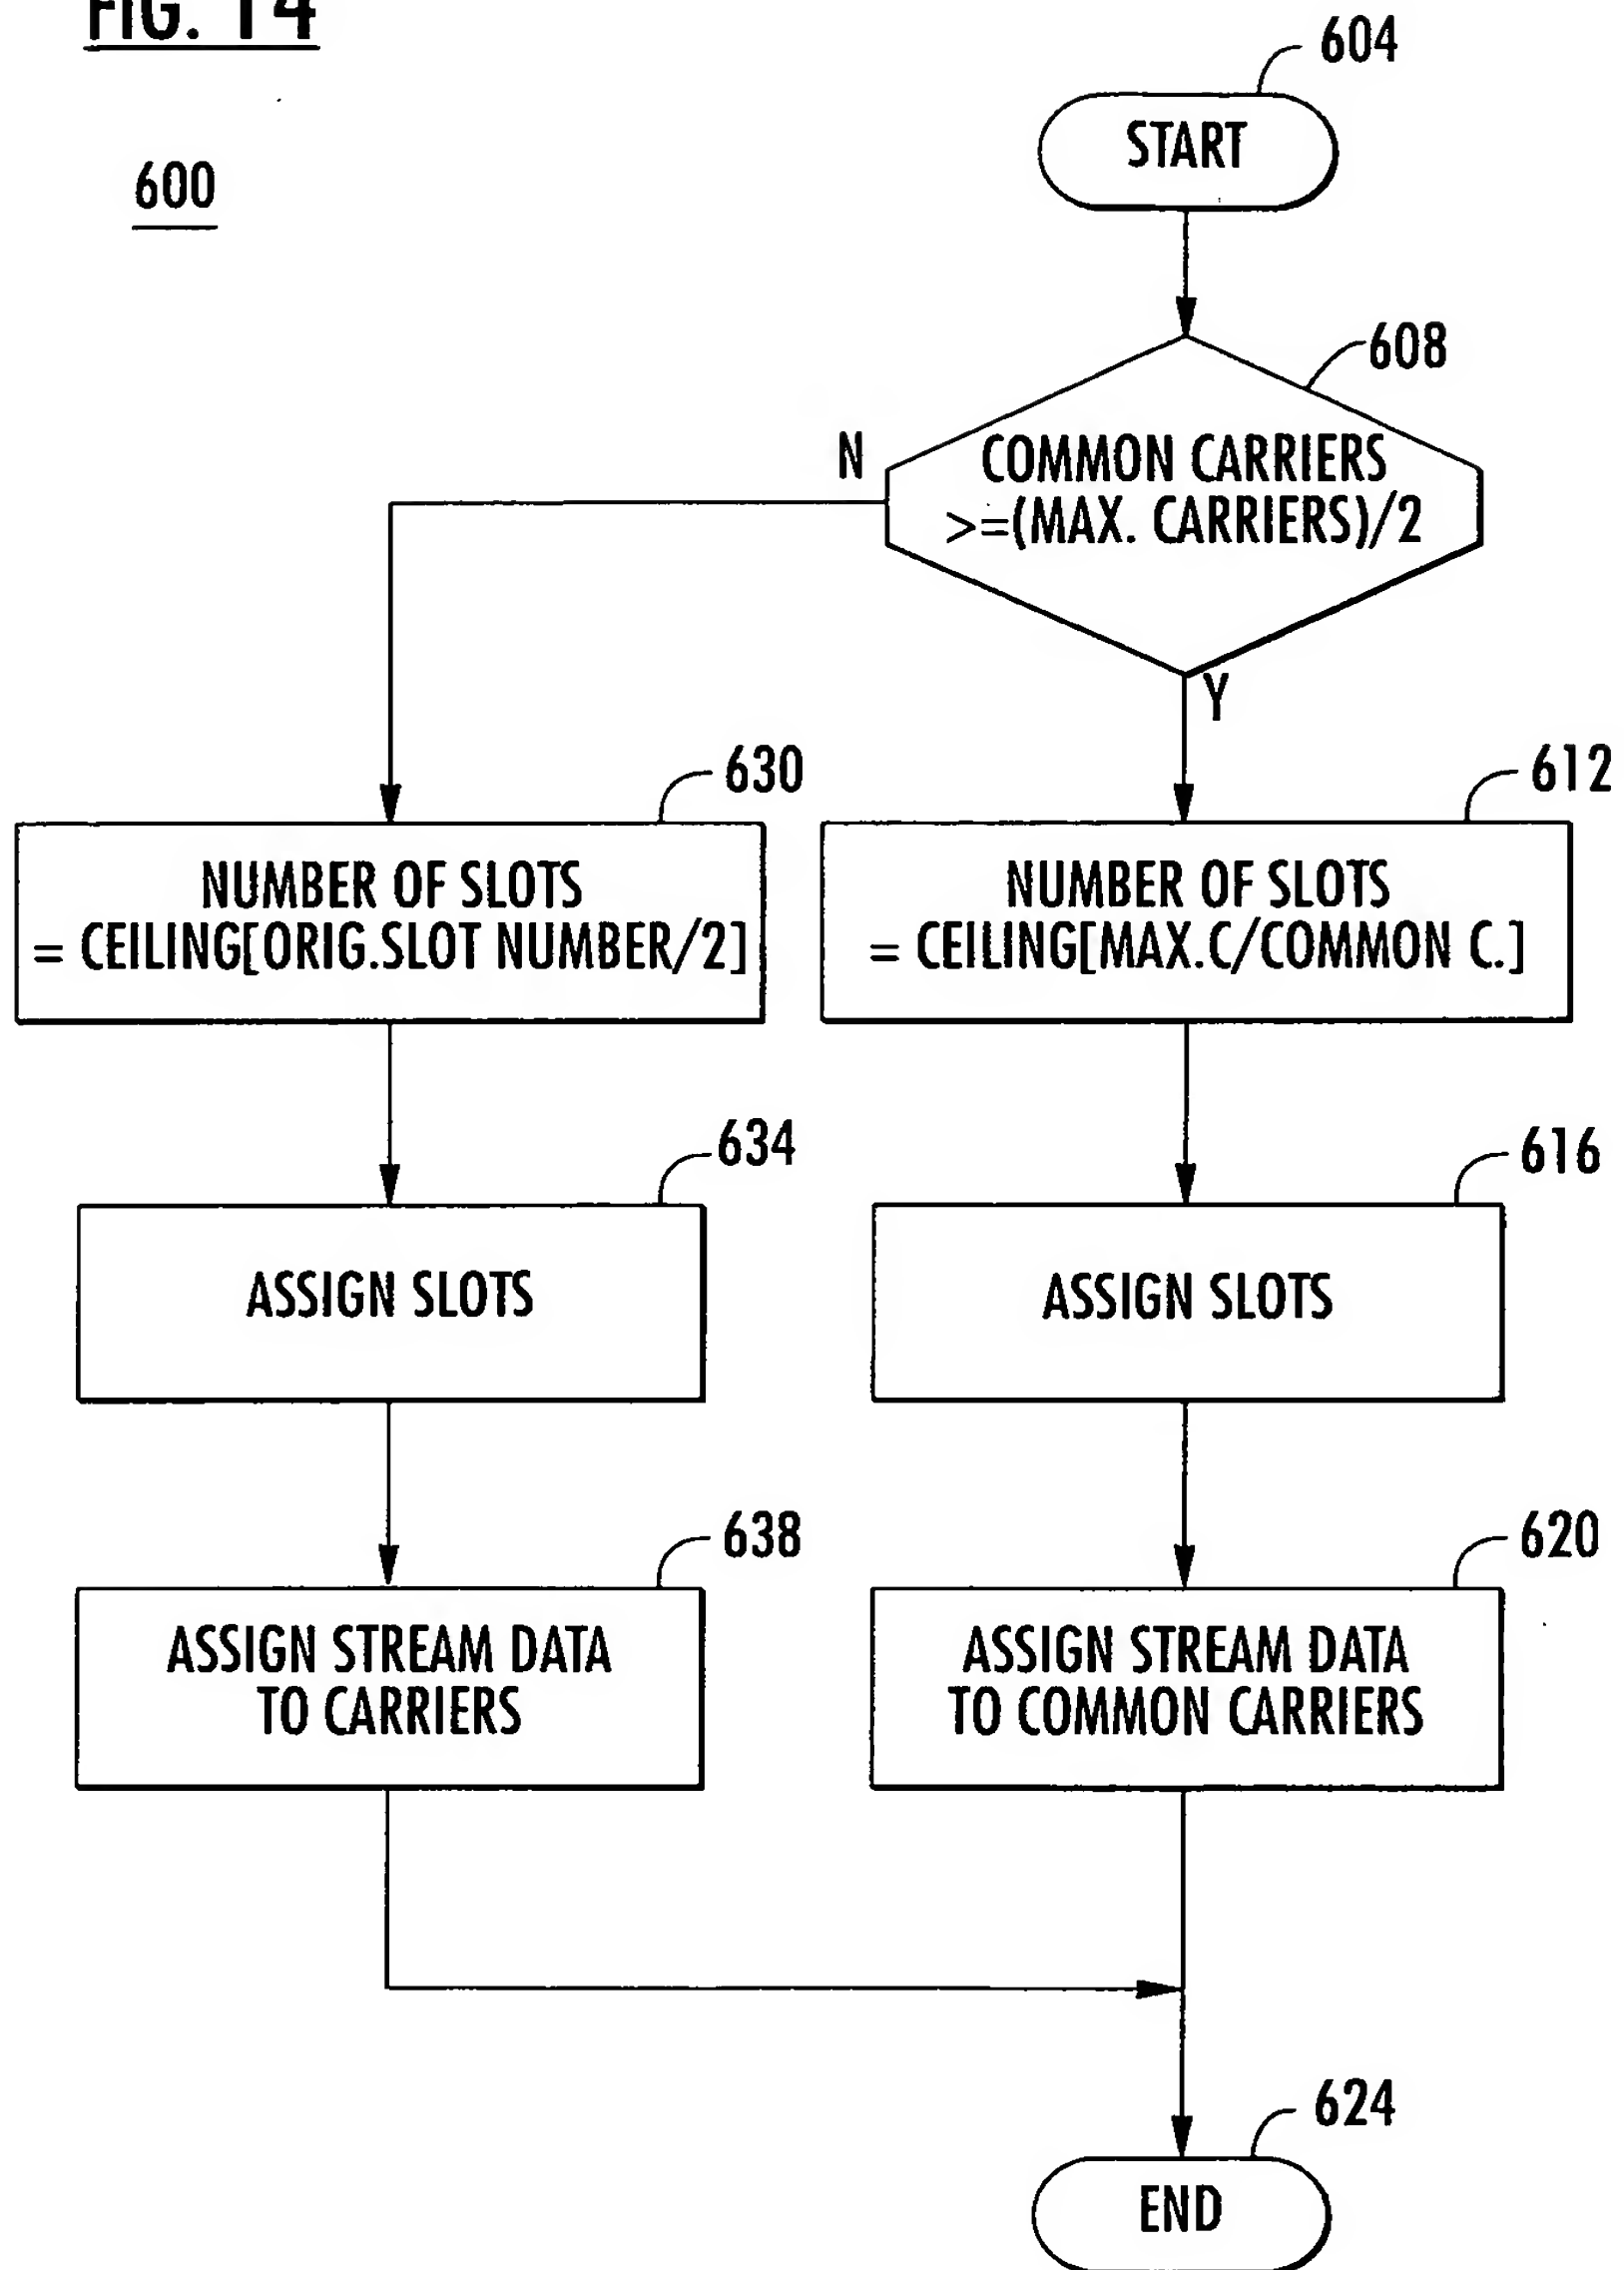 FIG. 14
604
START
600
608
N
COMMON CARRIERS
>=(MAX. CARRIERS)/2
Y
630
612
NUMBER OF SLOTS
= CEILING[ORIG.SLOT NUMBER/2]
NUMBER OF SLOTS
= CEILING[MAX.C/COMMON C.]
634
616
ASSIGN SLOTS
ASSIGN SLOTS
638
620
ASSIGN STREAM DATA
TO CARRIERS
ASSIGN STREAM DATA
TO COMMON CARRIERS
624
END